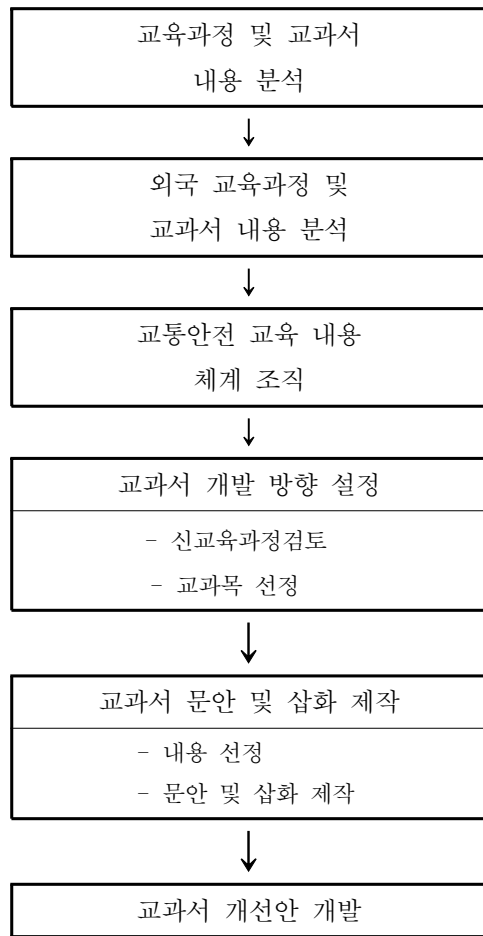 교육과정 및 교과서
내용 분석
↓
외국 교육과정 및
교과서 내용 분석
↓
교통안전 교육 내용
체계 조직
↓
교과서 개발 방향 설정
- 신교육과정검토
- 교과목 선정
↓
교과서 문안 및 삽화 제작
- 내용 선정
- 문안 및 삽화 제작
↓
교과서 개선안 개발